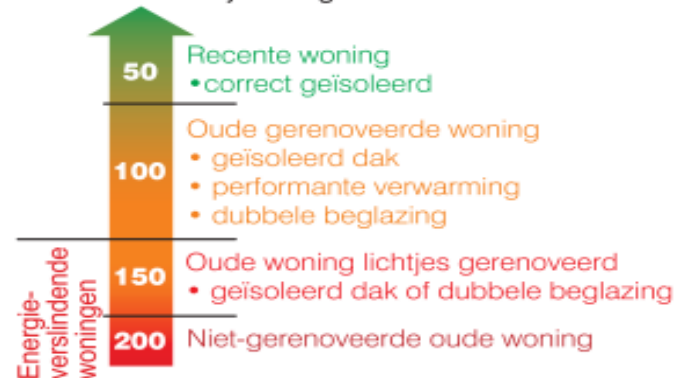 50
Recente woning
• correct geïsoleerd
100
Oude gerenoveerde woning
• geïsoleerd dak
• performante verwarming
• dubbele beglazing
150
Oude woning lichtjes gerenoveerd
• geïsoleerd dak of dubbele beglazing
200
Niet-gerenoveerde oude woning
Energie-
verslindende
woningen